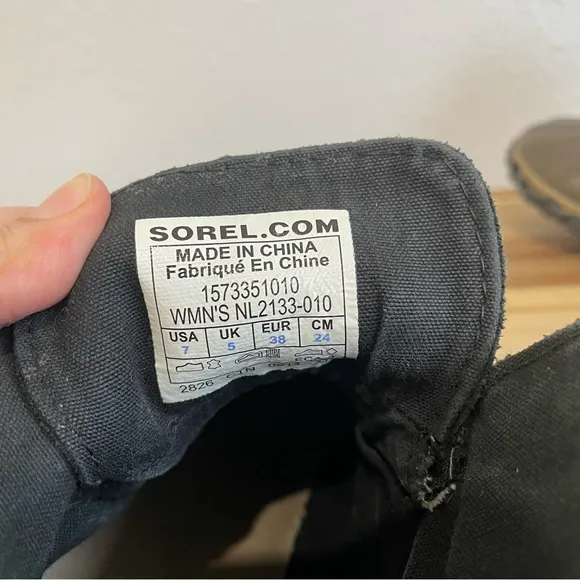 SOREL.COM
MADE IN CHINA
Fabriqué En Chine
1573351010
WMN'S NL2133-010
USA UK EUR CM
7 5 38 24
2826